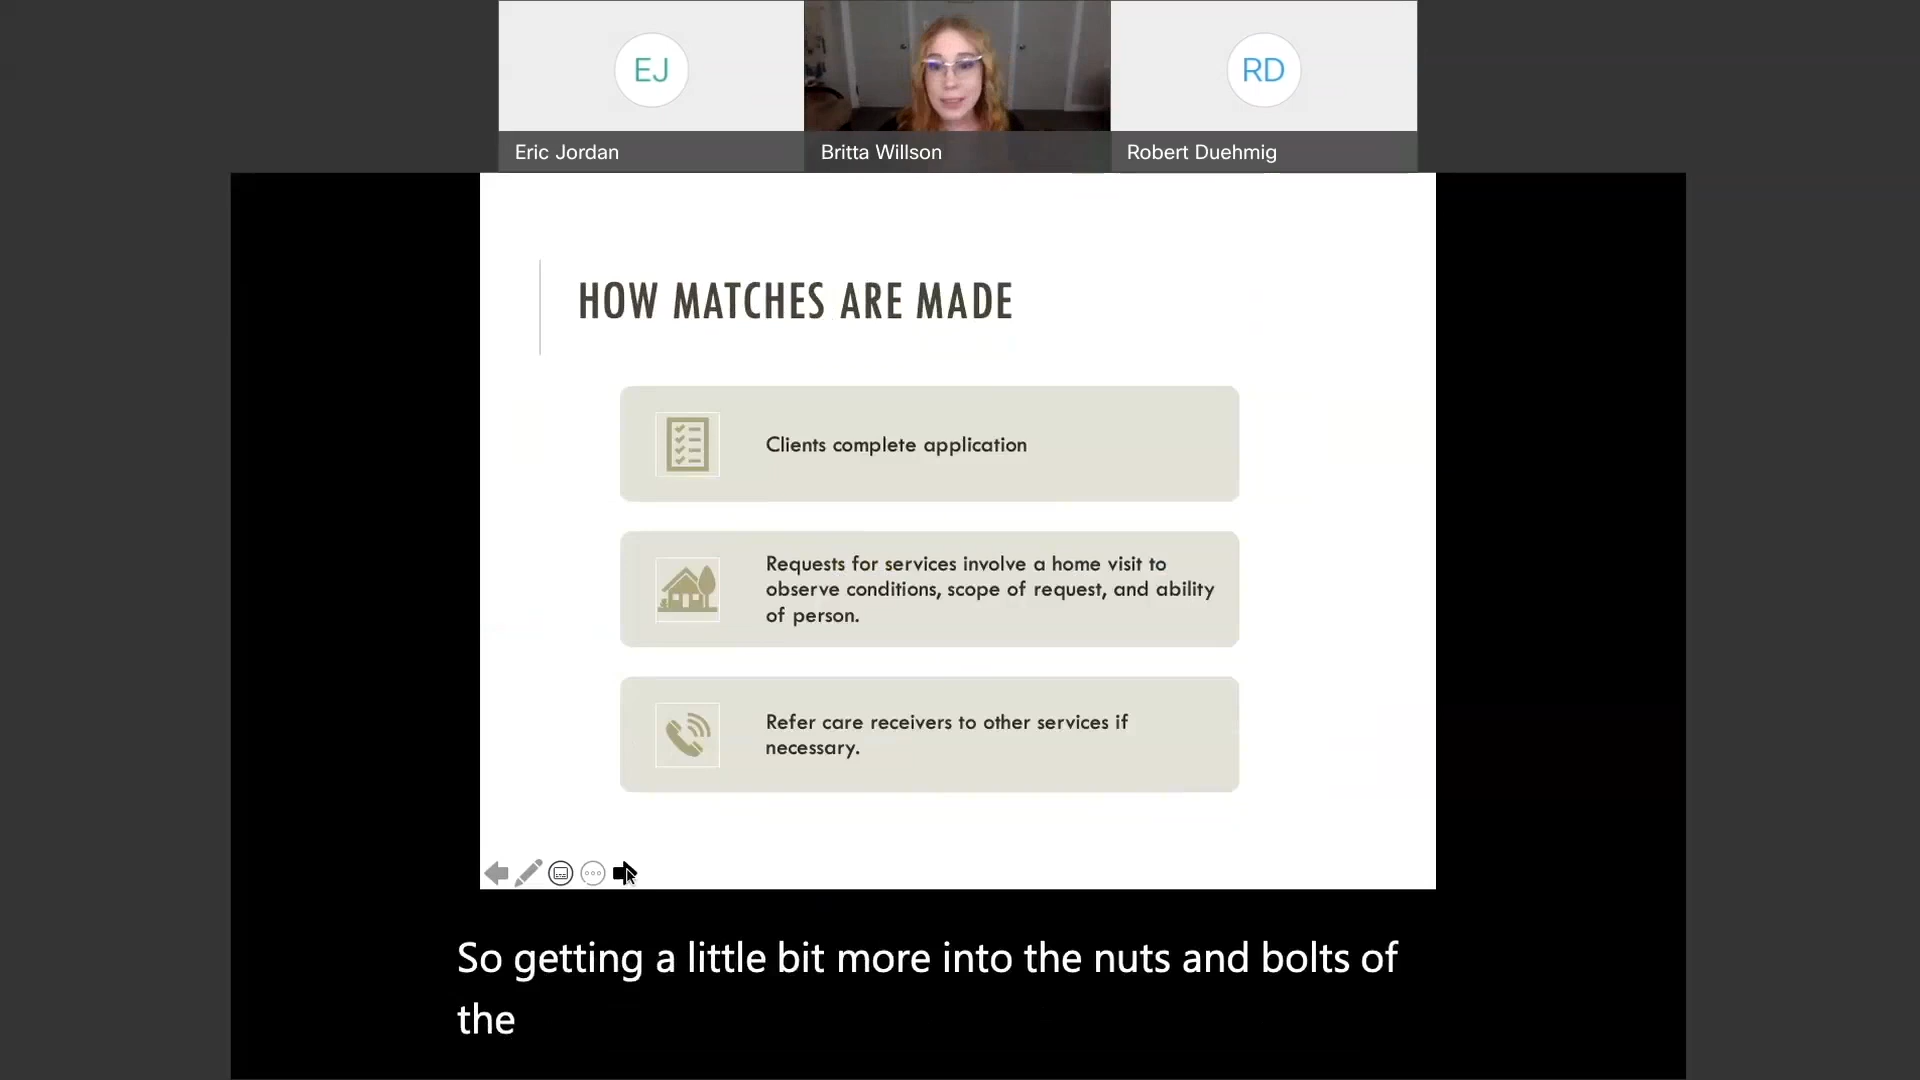 EJ
RD
Eric Jordan
Britta Willson
Robert Duehmig
HOW MATCHES ARE MADE
Clients complete application
Requests for services involve a home visit to
observe conditions, scope of request, and ability
of person.
Refer care receivers to other services if
necessary.
So getting a little bit more into the nuts and bolts of
the